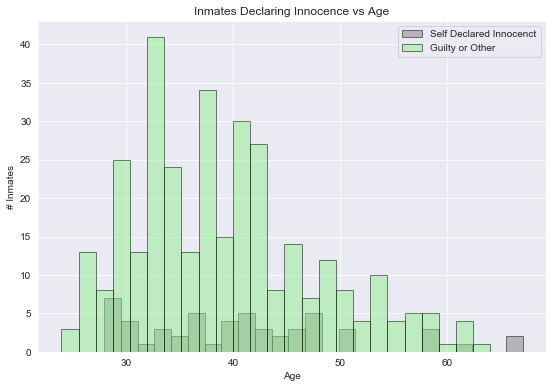 Inmates Declaring Innocence vs Age
Self Declared Innocenct
Guilty or Other
# Inmates
40
35
30
25
20
15
10
5
0
30 40 50 60
Age